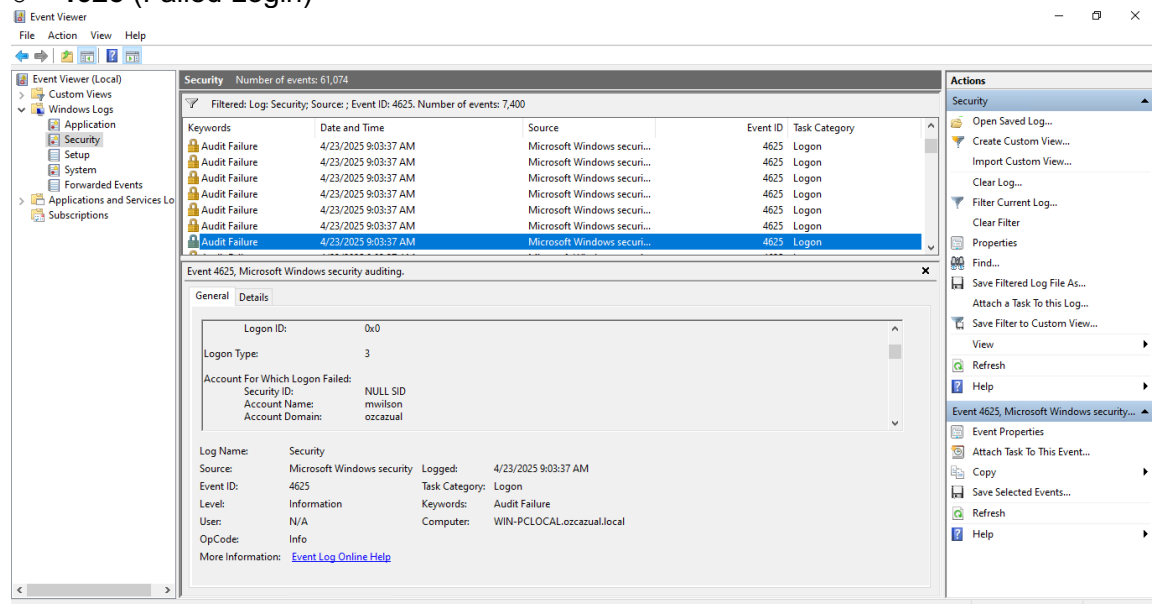 (Failed Login)
Event Viewer
File Action View Help
Event Viewer (Local)
Custom Views
Windows Logs
Application
Security
Setup
System
Forwarded Events
Applications and Services Lo
Subscriptions
Security Number of events: 61,074
Filtered: Log: Security; Source: ; Event ID: 4625. Number of events: 7,400
Keywords Date and Time Source Event ID Task Category
Audit Failure 4/23/2025 9:03:37 AM Microsoft Windows securi... 4625 Logon
Audit Failure 4/23/2025 9:03:37 AM Microsoft Windows securi... 4625 Logon
Audit Failure 4/23/2025 9:03:37 AM Microsoft Windows securi... 4625 Logon
Audit Failure 4/23/2025 9:03:37 AM Microsoft Windows securi... 4625 Logon
Audit Failure 4/23/2025 9:03:37 AM Microsoft Windows securi... 4625 Logon
Audit Failure 4/23/2025 9:03:37 AM Microsoft Windows securi... 4625 Logon
Audit Failure 4/23/2025 9:03:37 AM Microsoft Windows securi... 4625 Logon
Event 4625, Microsoft Windows security auditing.
General Details
Logon ID: 0x0
Logon Type: 3
Account For Which Logon Failed:
Security ID: NULL SID
Account Name: mwilson
Account Domain: ozcazual
Log Name: Security
Source: Microsoft Windows security Logged: 4/23/2025 9:03:37 AM
Event ID: 4625 Task Category: Logon
Level: Information Keywords: Audit Failure
User: N/A Computer: WIN-PCLOCAL.ozcazual.local
OpCode: Info
More Information: Event Log Online Help
Actions
Security
Open Saved Log...
Create Custom View...
Import Custom View...
Clear Log...
Filter Current Log...
Clear Filter
Properties
Find...
Save Filtered Log File As...
Attach a Task To this Log...
Save Filter to Custom View...
View
Refresh
Help
Event 4625, Microsoft Windows security...
Event Properties
Attach Task To This Event...
Copy
Save Selected Events...
Refresh
Help